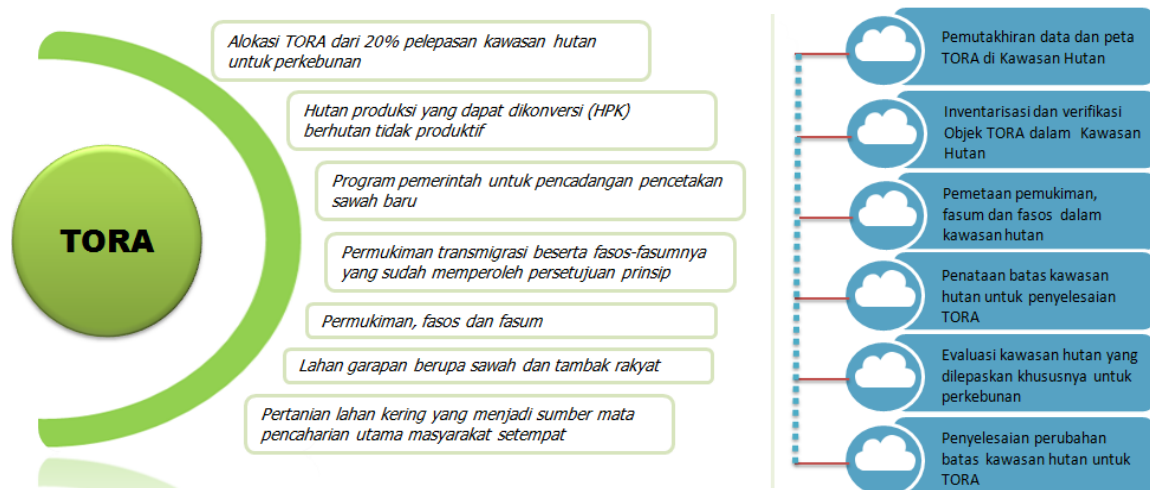 TORA
Alokasi TORA dari 20% pelepasan kawasan hutan
untuk perkebunan
Hutan produksi yang dapat dikonversi (HPK)
berhutan tidak produktif
Program pemerintah untuk pencadangan pencetakan
sawah baru
Permukiman transmigrasi beserta fasos-fasumnya
yang sudah memperoleh persetujuan prinsip
Permukiman, fasos dan fasum
Lahan garapan berupa sawah dan tambak rakyat
Pertanian lahan kering yang menjadi sumber mata
pencaharian utama masyarakat setempat
Pemutakhiran data dan peta
TORA di Kawasan Hutan
Inventarisasi dan verifikasi
Objek TORA dalam Kawasan
Hutan
Pemetaan pemukiman,
fasum dan fasos dalam
kawasan hutan
Penataan batas kawasan
hutan untuk penyelesaian
TORA
Evaluasi kawasan hutan yang
dilepaskan khususnya untuk
perkebunan
Penyelesaian perubahan
batas kawasan hutan untuk
TORA